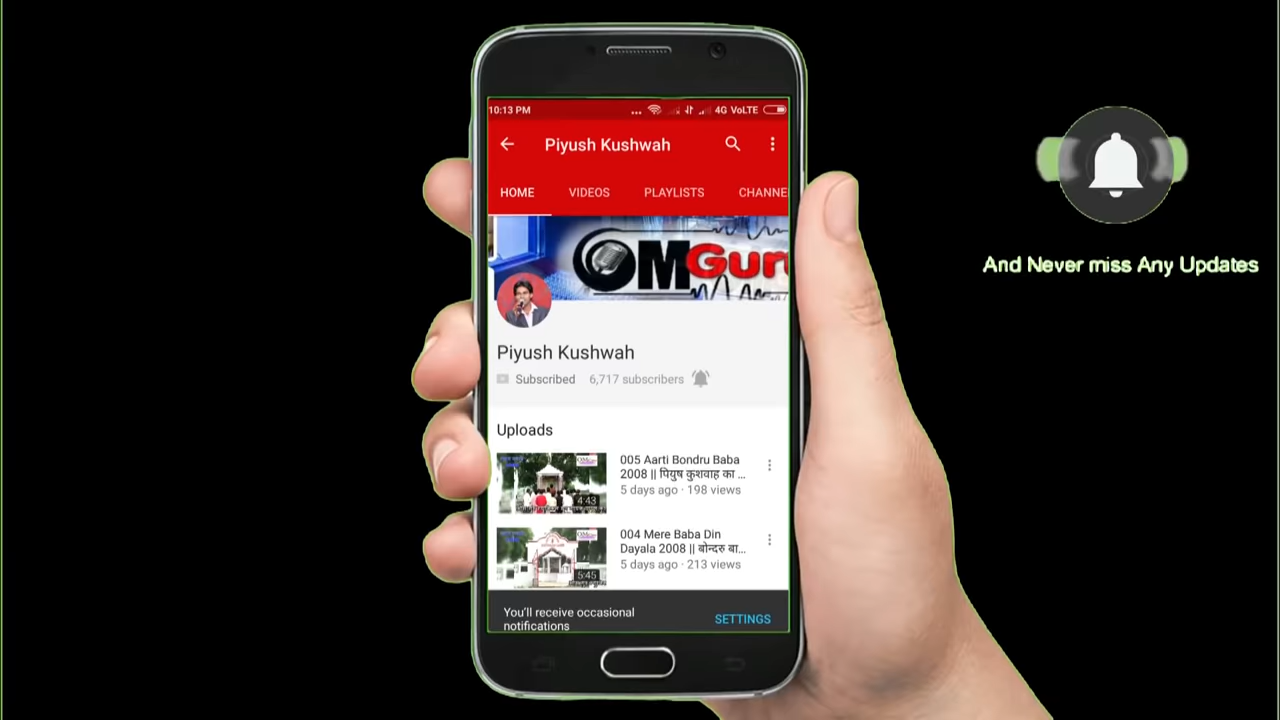 10:13 PM
4G VoLTE
Piyush Kushwah
HOME
VIDEOS
PLAYLISTS
CHANNE
OMGuru
Piyush Kushwah
Subscribed
6,717 subscribers
Uploads
005 Aarti Bondru Baba
2008 || पियुष कुशवाह का ...
5 days ago · 198 views
4:43
004 Mere Baba Din
Dayala 2008 || बोन्दरु बा...
5 days ago · 213 views
5:45
You'll receive occasional
notifications
SETTINGS
And Never miss Any Updates